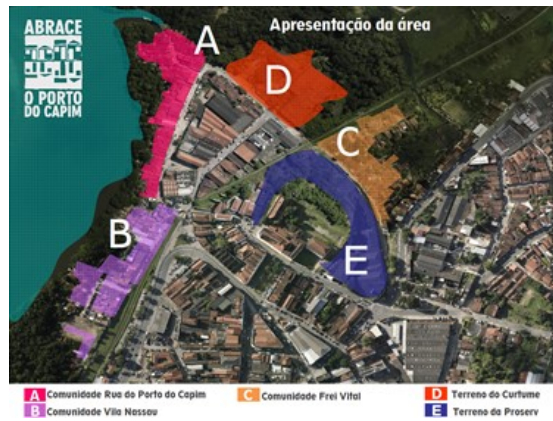 Apresentação da área
ABRACE
O PORTO
DO CAPIM
A
D
C
B
E
A Comunidade Rua do Porto do Capim
C Comunidade Frei Vital
D Terreno do Curtume
B Comunidade Vila Nassau
E Terreno da Proserv